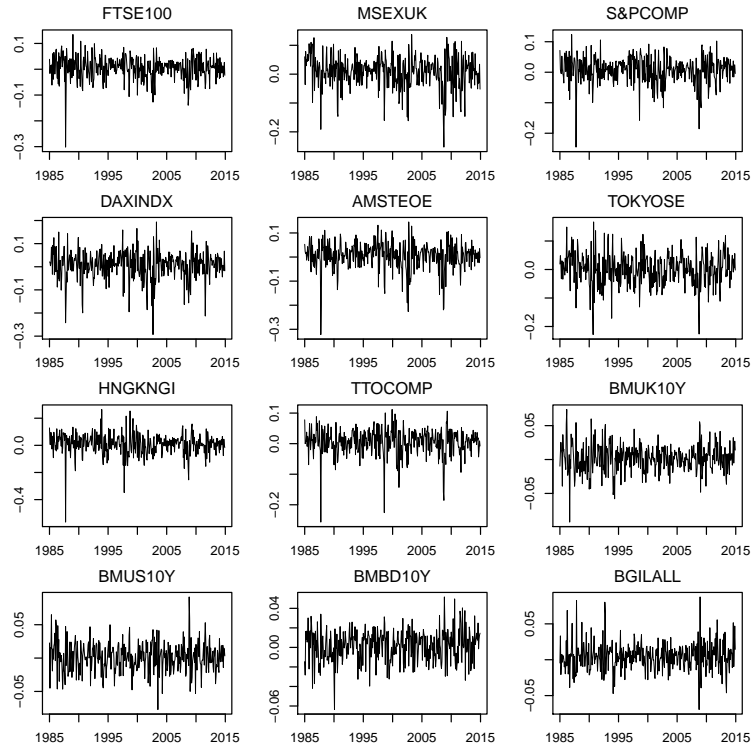 FTSE100 MSEXUK S&PCOMP
0.1 −0.1 −0.3
0.0 −0.2
0.1 0.0 −0.2
1985 1995 2005 2015 1985 1995 2005 2015 1985 1995 2005 2015
DAXINDX AMSTEOE TOKYOSE
0.1 −0.1 −0.3
0.1 −0.1 −0.3
0.0 −0.2
1985 1995 2005 2015 1985 1995 2005 2015 1985 1995 2005 2015
HNGKNGI TTOCOMP BMUK10Y
0.0 −0.4
0.1 0.0 −0.2
0.05 −0.05
1985 1995 2005 2015 1985 1995 2005 2015 1985 1995 2005 2015
BMUS10Y BMBD10Y BGILALL
0.05 −0.05
0.04 0.00 −0.06
0.05 −0.05
1985 1995 2005 2015 1985 1995 2005 2015 1985 1995 2005 2015